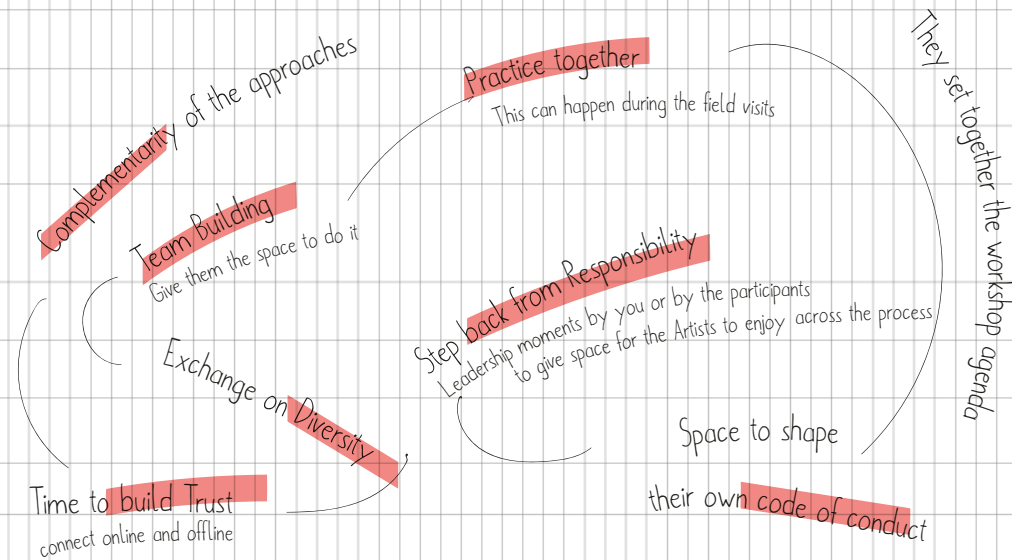 Complementarity of the approaches
Team Building
Give them the space to do it
Exchange on Diversity
Time to build Trust
connect online and offline
Practice together
This can happen during the field visits
Step back from Responsibility
Leadership moments by you or by the participants
to give space for the Artists to enjoy across the process
Space to shape
their own code of conduct
They set together the workshop agenda